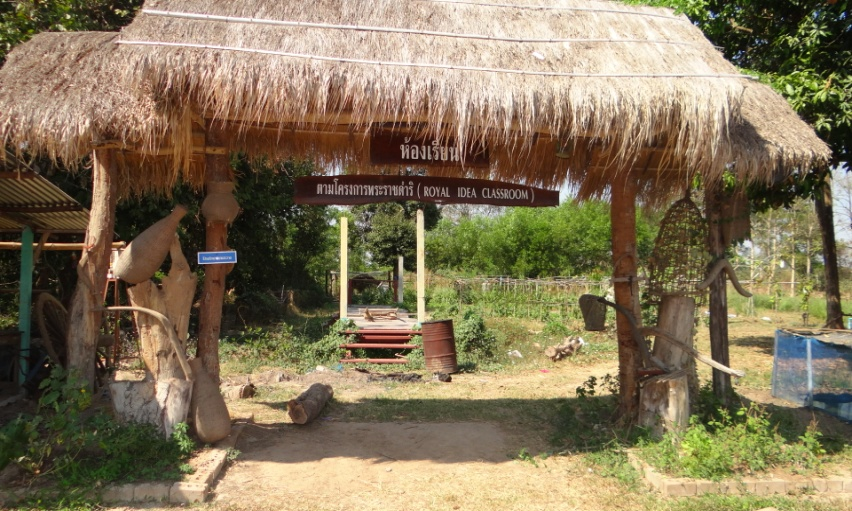 ห้องเรียน
ตามโครงการพระราชดำริ ( ROYAL IDEA CLASSROOM )